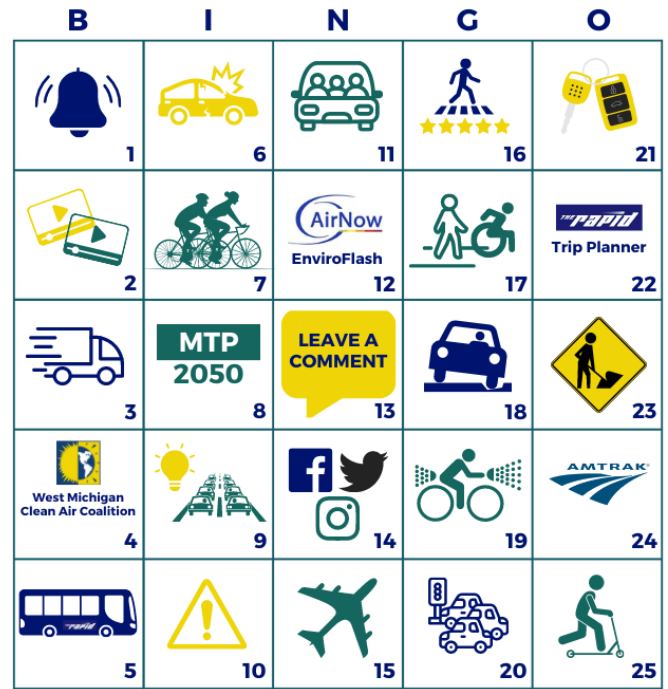 B I N G O
1
6
11
16
21
2
7
AirNow
EnviroFlash
12
17
THE rapid
Trip Planner
22
3
MTP
2050
8
LEAVE A
COMMENT
13
18
23
West Michigan
Clean Air Coalition
4
9
14
19
AMTRAK
24
rapid
5
10
15
20
25